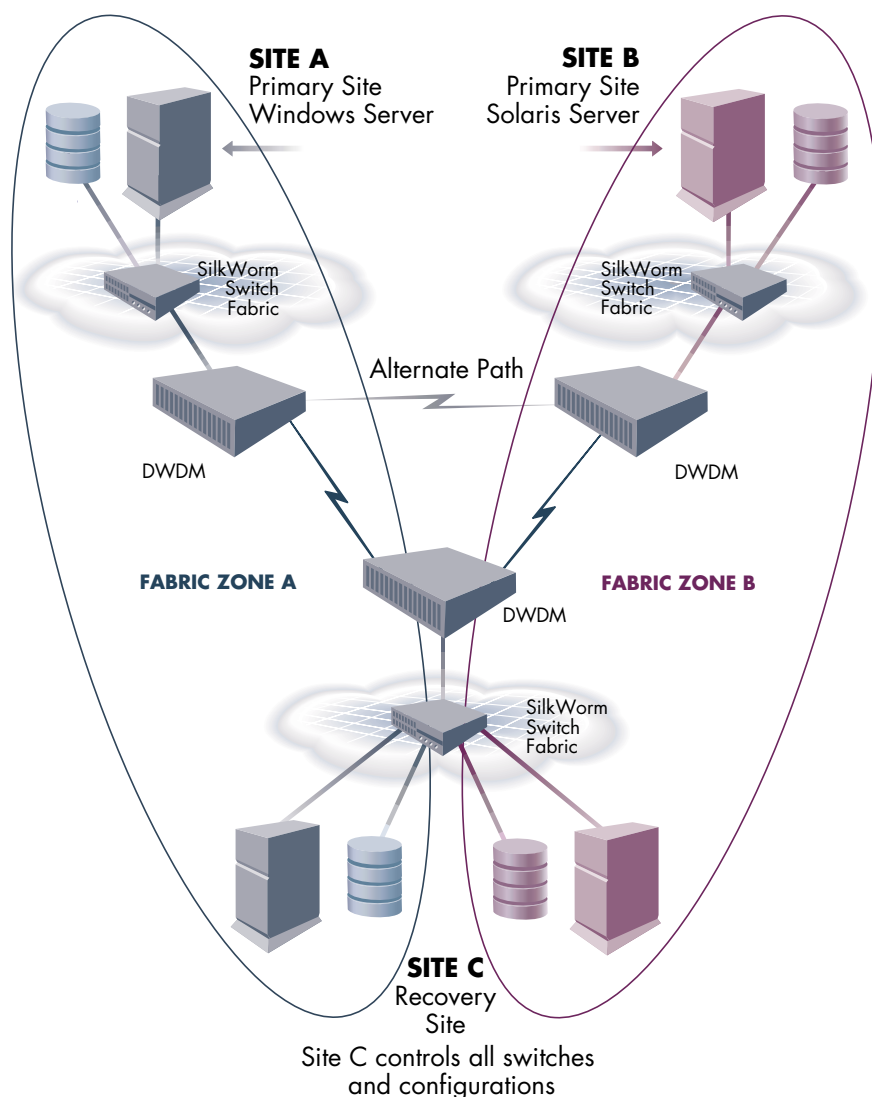 SITE A
Primary Site
Windows Server
SITE B
Primary Site
Solaris Server
SilkWorm
Switch
Fabric
SilkWorm
Switch
Fabric
Alternate Path
DWDM
DWDM
FABRIC ZONE A
FABRIC ZONE B
DWDM
SilkWorm
Switch
Fabric
SITE C
Recovery
Site
Site C controls all switches
and configurations